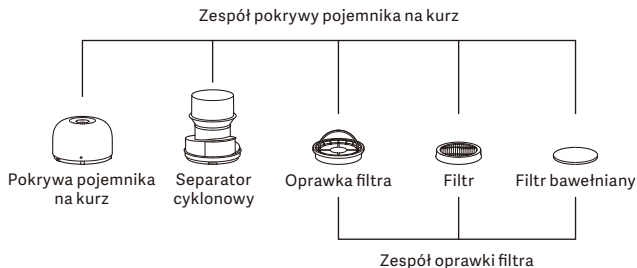 Zespół pokrywy pojemnika na kurz
Pokrywa pojemnika
na kurz
Separator
cyklonowy
Oprawka filtra
Filtr
Filtr bawełniany
Zespół oprawki filtra